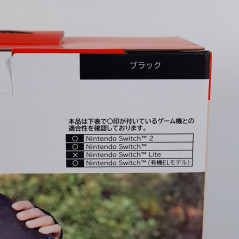 ブラック
本品は下表で〇印が付いているゲーム機との
適合性を確認しております。
〇 Nintendo Switch™ 2
〇 Nintendo Switch™
× Nintendo Switch™ Lite
〇 Nintendo Switch™ (有機ELモデル)